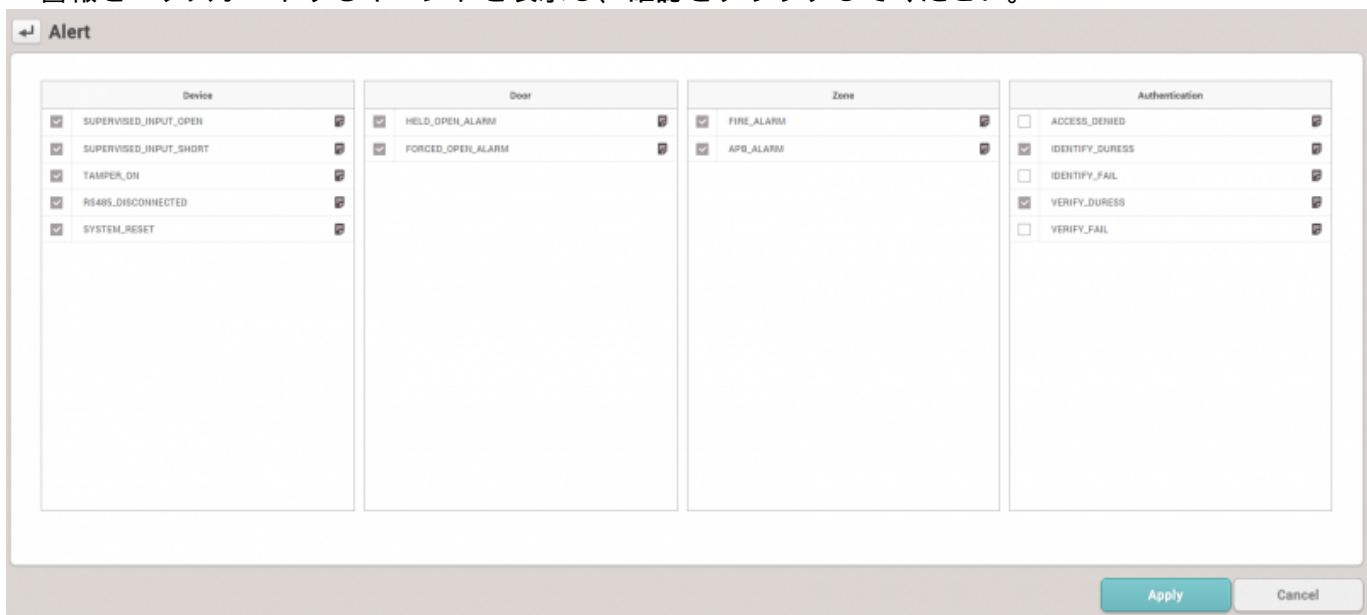 Alert
Device
SUPERVISED_INPUT_OPEN
SUPERVISED_INPUT_SHORT
TAMPER_ON
RS485_DISCONNECTED
SYSTEM_RESET
Door
HELD_OPEN_ALARM
FORCED_OPEN_ALARM
Zone
FIRE_ALARM
APB_ALARM
Authentication
ACCESS_DENIED
IDENTIFY_DURESS
IDENTIFY_FAIL
VERIFY_DURESS
VERIFY_FAIL
Apply
Cancel